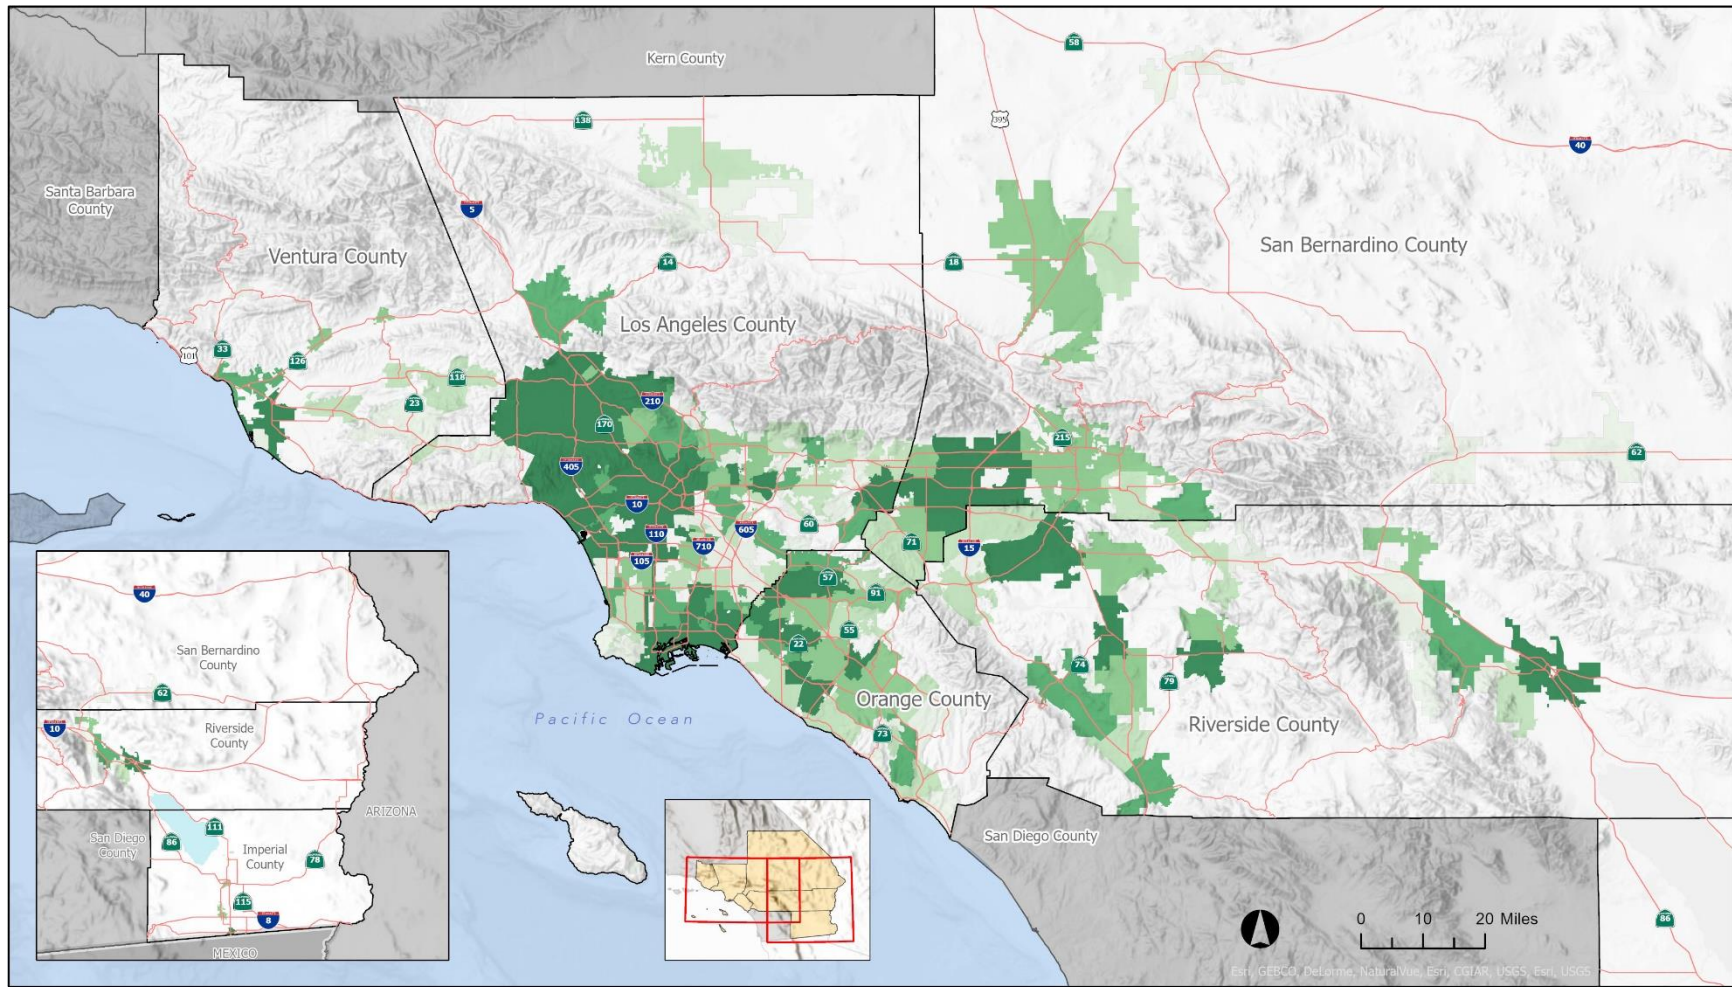 Kern County
58
395
138
40
Santa Barbara
County
5
Ventura County
San Bernardino County
14
18
Los Angeles County
33
101
126
118
23
210
170
215
62
405
10
110
60
605
710
105
71
15
57
91
55
22
74
79
Orange County
Riverside County
73
Pacific Ocean
San Diego County
86
0 10 20 Miles
Esri, GEBCO, DeLorme, NaturalVue, Esri, CGIAR, USGS, Esri, USGS
40
San Bernardino
County
62
Riverside
County
10
ARIZONA
San Diego
County
111
86
Imperial
County
78
115
8
MEXICO